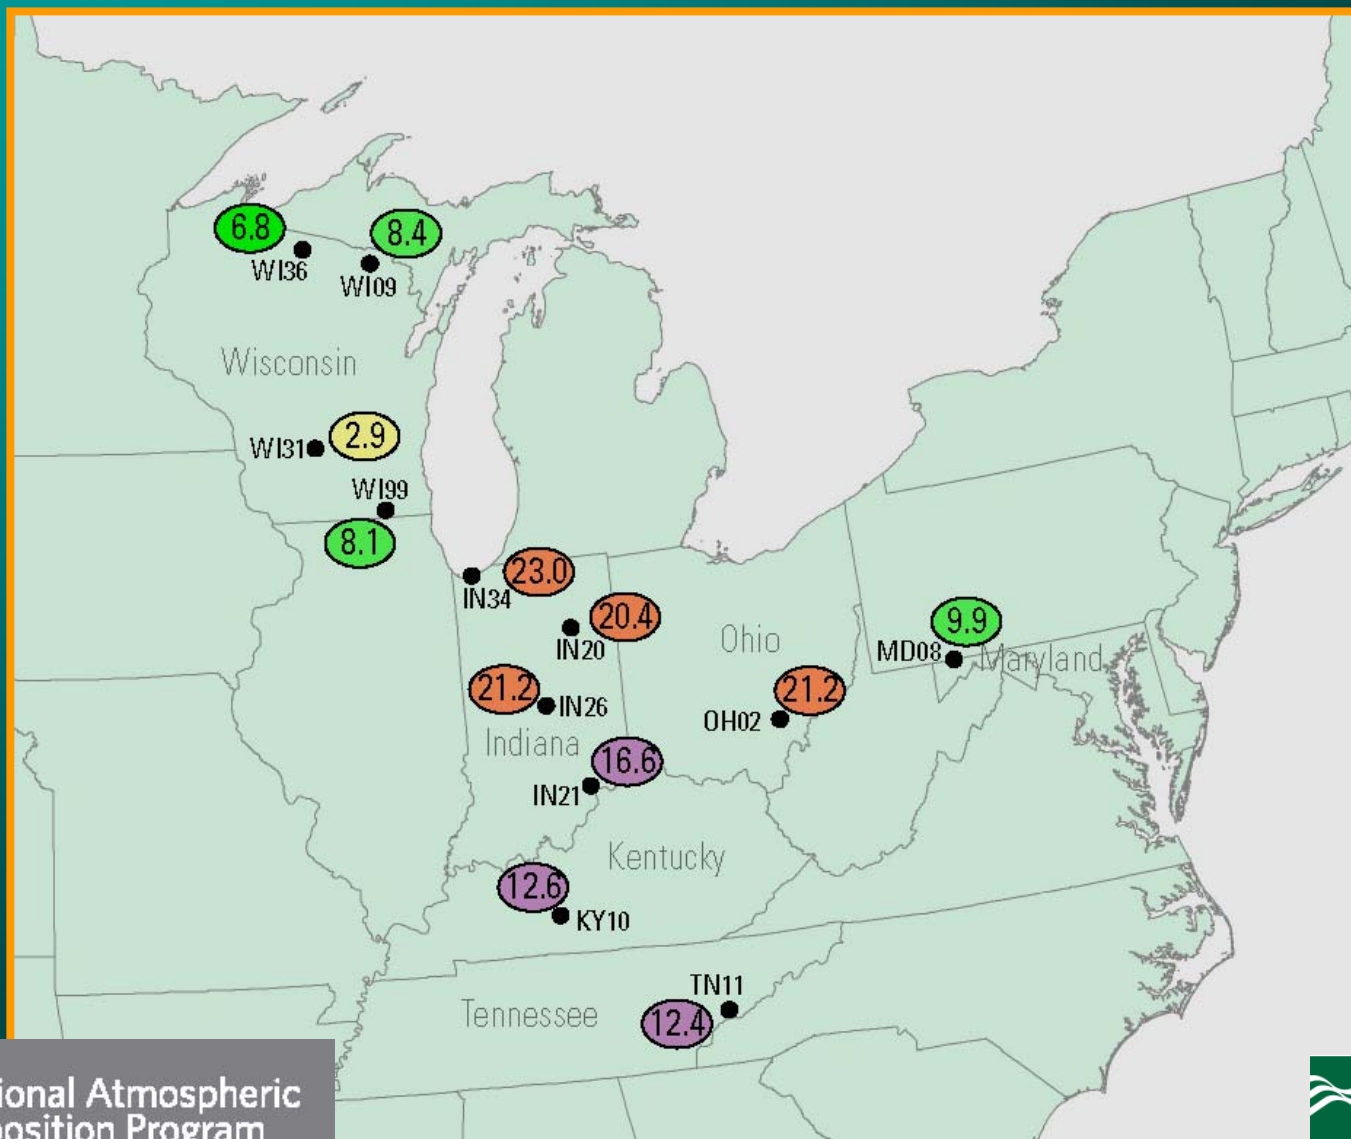 6.8
8.4
WI36
WI09
Wisconsin
WI31
2.9
WI99
8.1
23.0
IN34
20.4
IN20
Ohio
9.9
MD08
Maryland
21.2
IN26
21.2
OH02
Indiana
16.6
IN21
Kentucky
12.6
KY10
TN11
Tennessee
12.4
ional Atmospheric
position Program